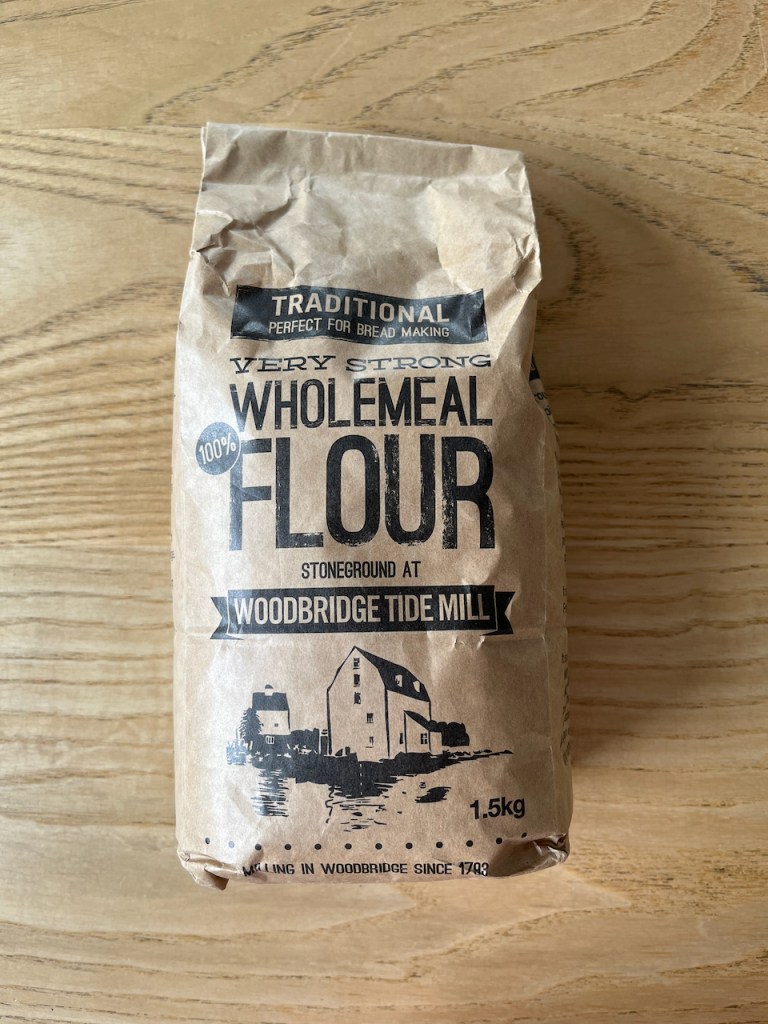 TRADITIONAL
PERFECT FOR BREAD MAKING
VERY STRONG
WHOLEMEAL
100%
FLOUR
STONEGROUND AT
WOODBRIDGE TIDE MILL
1.5kg
MILLING IN WOODBRIDGE SINCE 1793